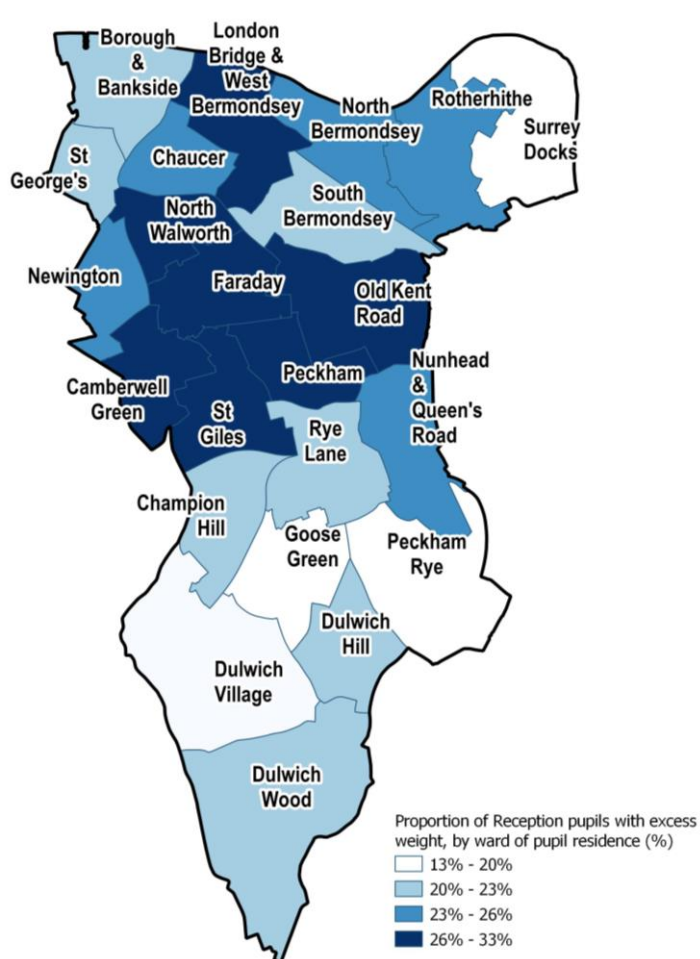 Borough
&
Bankside
London
Bridge &
West
Bermondsey
North
Bermondsey
Rotherhithe
Surrey
Docks
St
George's
Chaucer
South
Bermondsey
North
Walworth
Newington
Faraday
Old Kent
Road
Camberwell
Green
St
Giles
Peckham
Nunhead
&
Queen's
Road
Rye
Lane
Champion
Hill
Goose
Green
Peckham
Rye
Dulwich
Hill
Dulwich
Village
Dulwich
Wood
Proportion of Reception pupils with excess
weight, by ward of pupil residence (%)
13% - 20%
20% - 23%
23% - 26%
26% - 33%